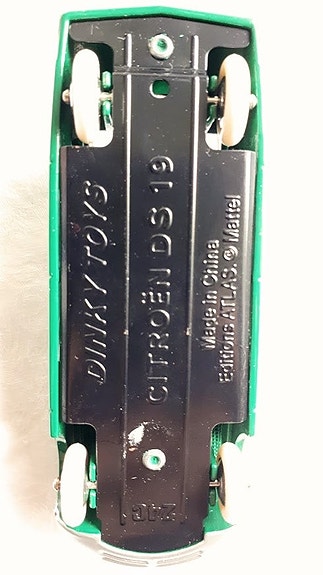 DINKY TOYS
CITROËN DS 19
Made in China
Editions ATLAS. © Mattel
24C